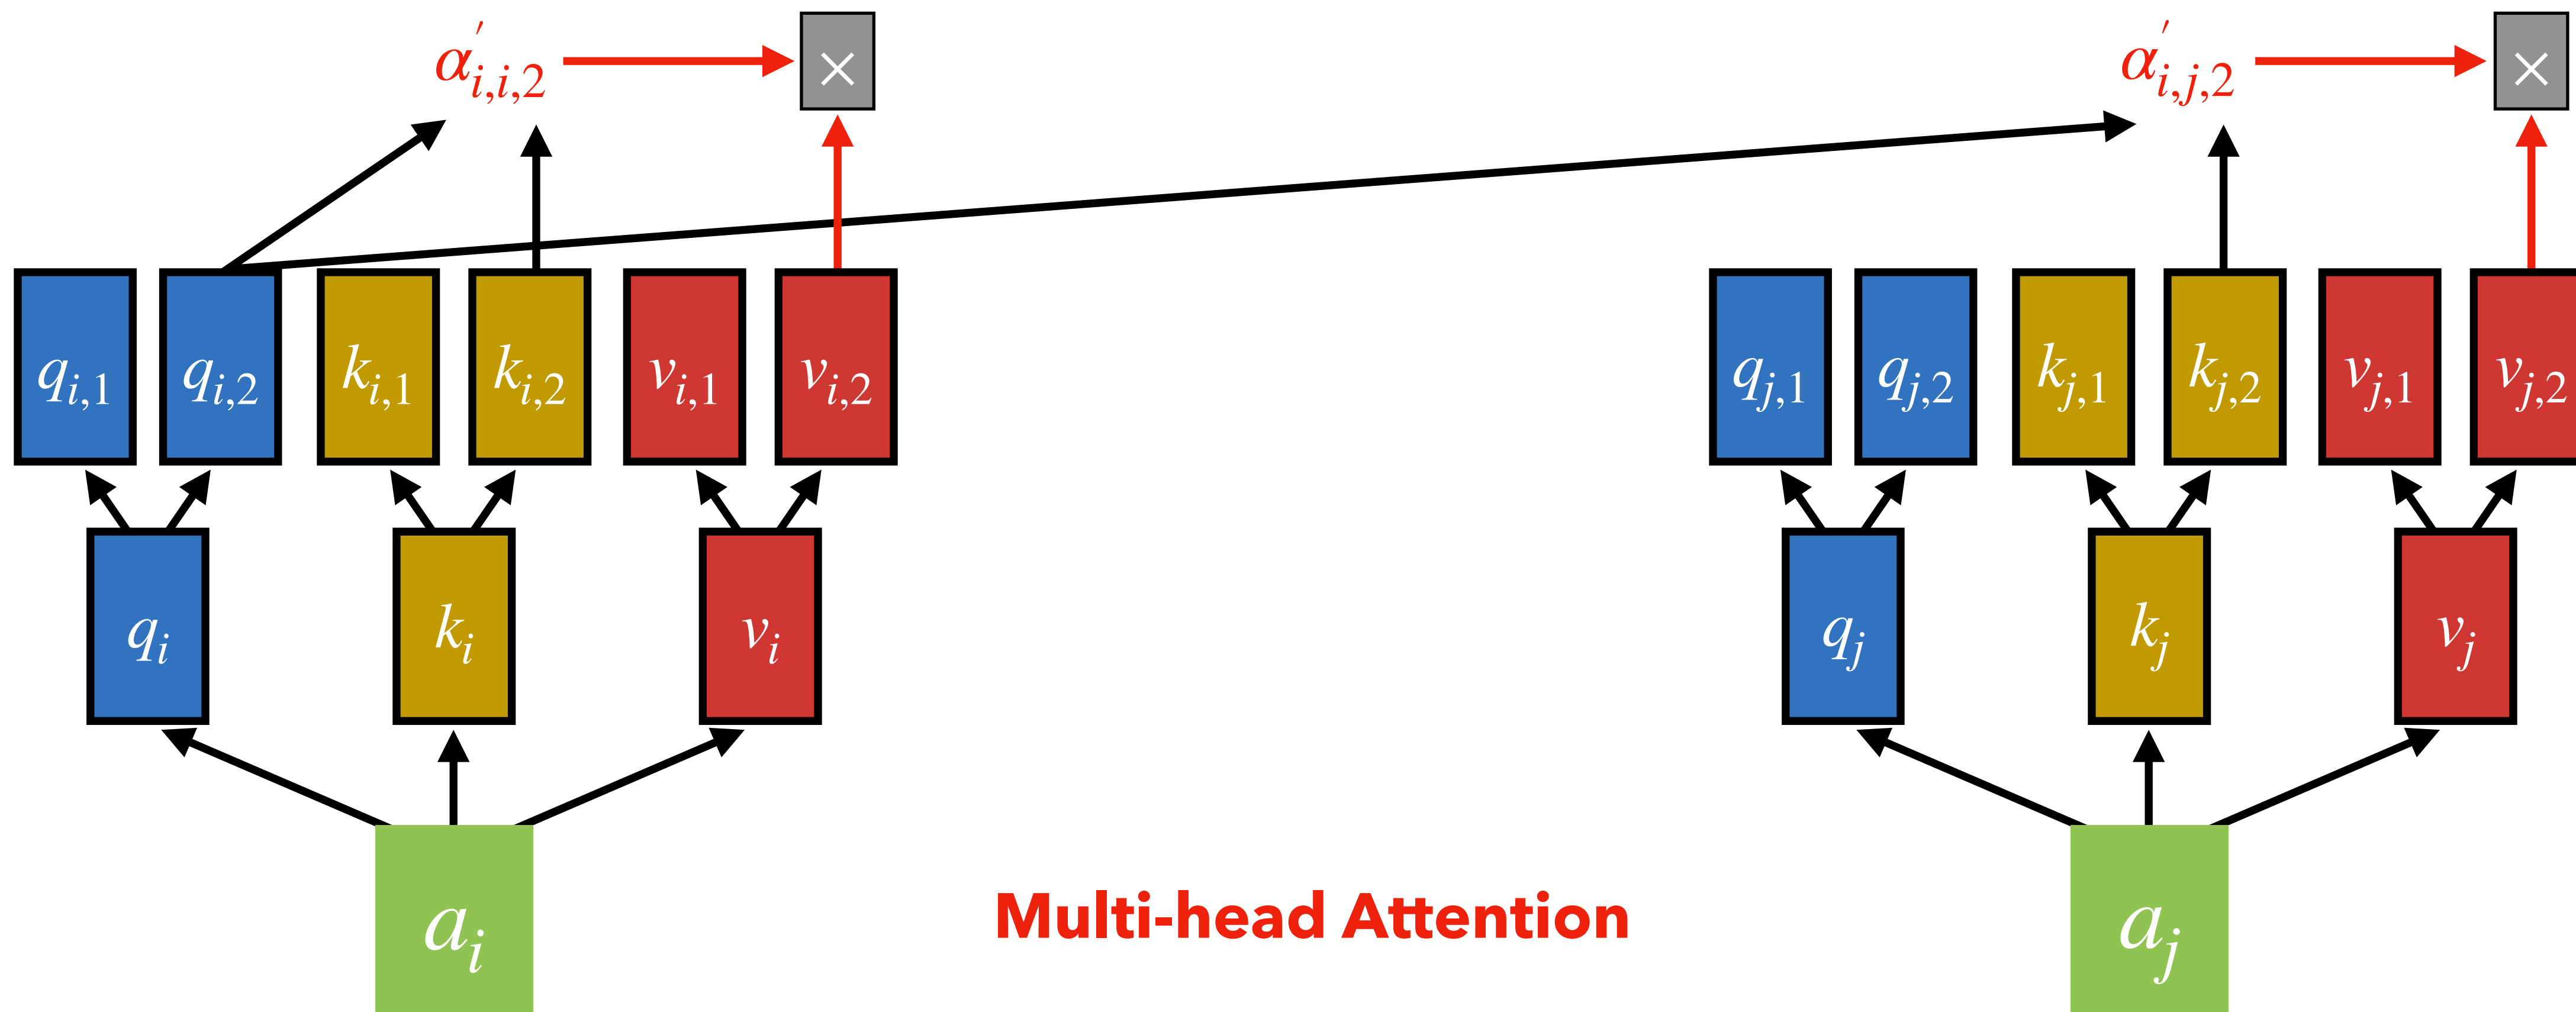 α′i,i,2 × α′i,j,2 ×
qi,1 qi,2 ki,1 ki,2 vi,1 vi,2 qj,1 qj,2 kj,1 kj,2 vj,1 vj,2
qi ki vi qj kj vj
ai Multi-head Attention aj